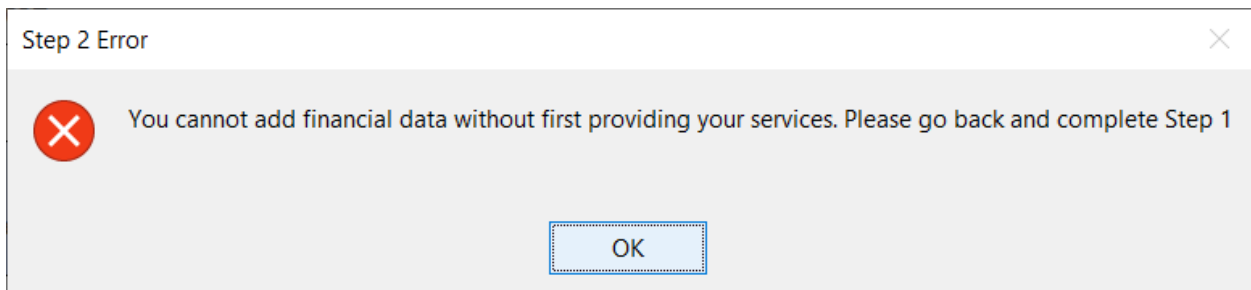 Step 2 Error
You cannot add financial data without first providing your services. Please go back and complete Step 1
OK